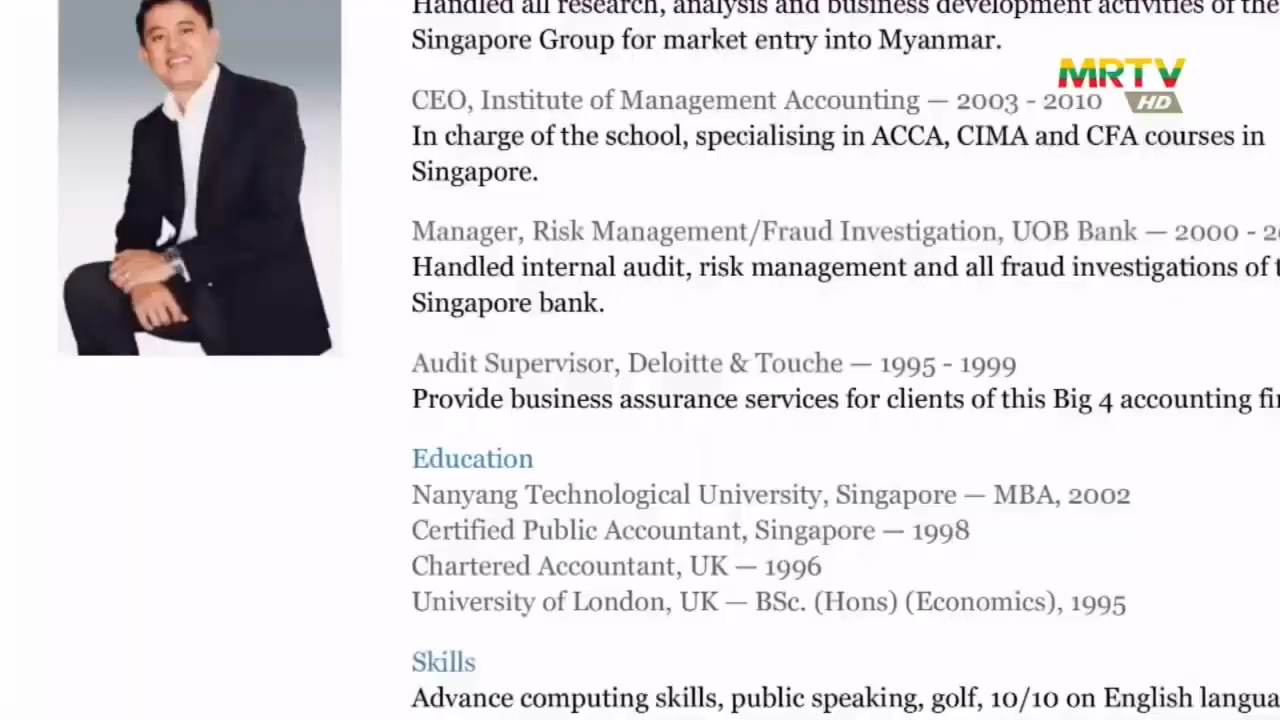 Handled all research, analysis and business development activities of the
Singapore Group for market entry into Myanmar.
MRTV
HD
CEO, Institute of Management Accounting — 2003 - 2010
In charge of the school, specialising in ACCA, CIMA and CFA courses in
Singapore.
Manager, Risk Management/Fraud Investigation, UOB Bank — 2000 -
Handled internal audit, risk management and all fraud investigations of
Singapore bank.
Audit Supervisor, Deloitte & Touche — 1995 - 1999
Provide business assurance services for clients of this Big 4 accounting
Education
Nanyang Technological University, Singapore — MBA, 2002
Certified Public Accountant, Singapore — 1998
Chartered Accountant, UK — 1996
University of London, UK — BSc. (Hons) (Economics), 1995
Skills
Advance computing skills, public speaking, golf, 10/10 on English